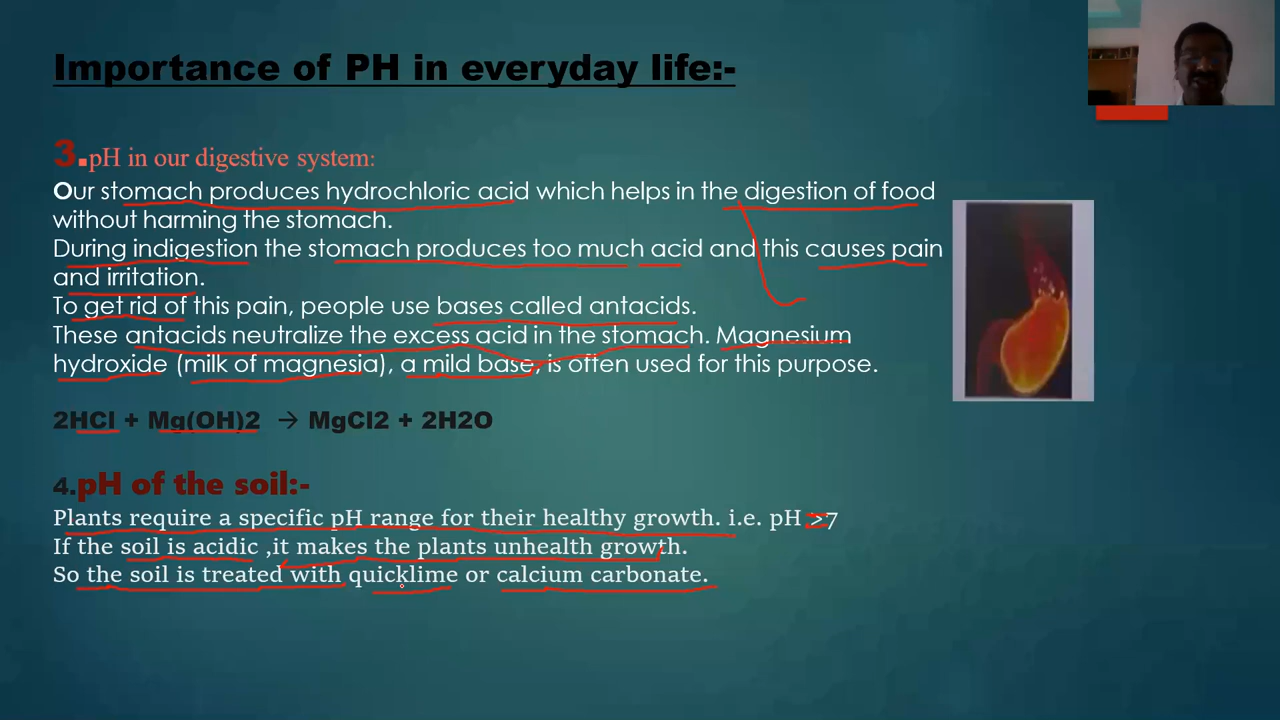 Importance of PH in everyday life:-
3.pH in our digestive system:
Our stomach produces hydrochloric acid which helps in the digestion of food
without harming the stomach.
During indigestion the stomach produces too much acid and this causes pain
and irritation.
To get rid of this pain, people use bases called antacids.
These antacids neutralize the excess acid in the stomach. Magnesium
hydroxide (milk of magnesia), a mild base, is often used for this purpose.
2HCl + Mg(OH)2 → MgCl2 + 2H2O
4.pH of the soil:-
Plants require a specific pH range for their healthy growth. i.e. pH >7
If the soil is acidic ,it makes the plants unhealth growth.
So the soil is treated with quicklime or calcium carbonate.